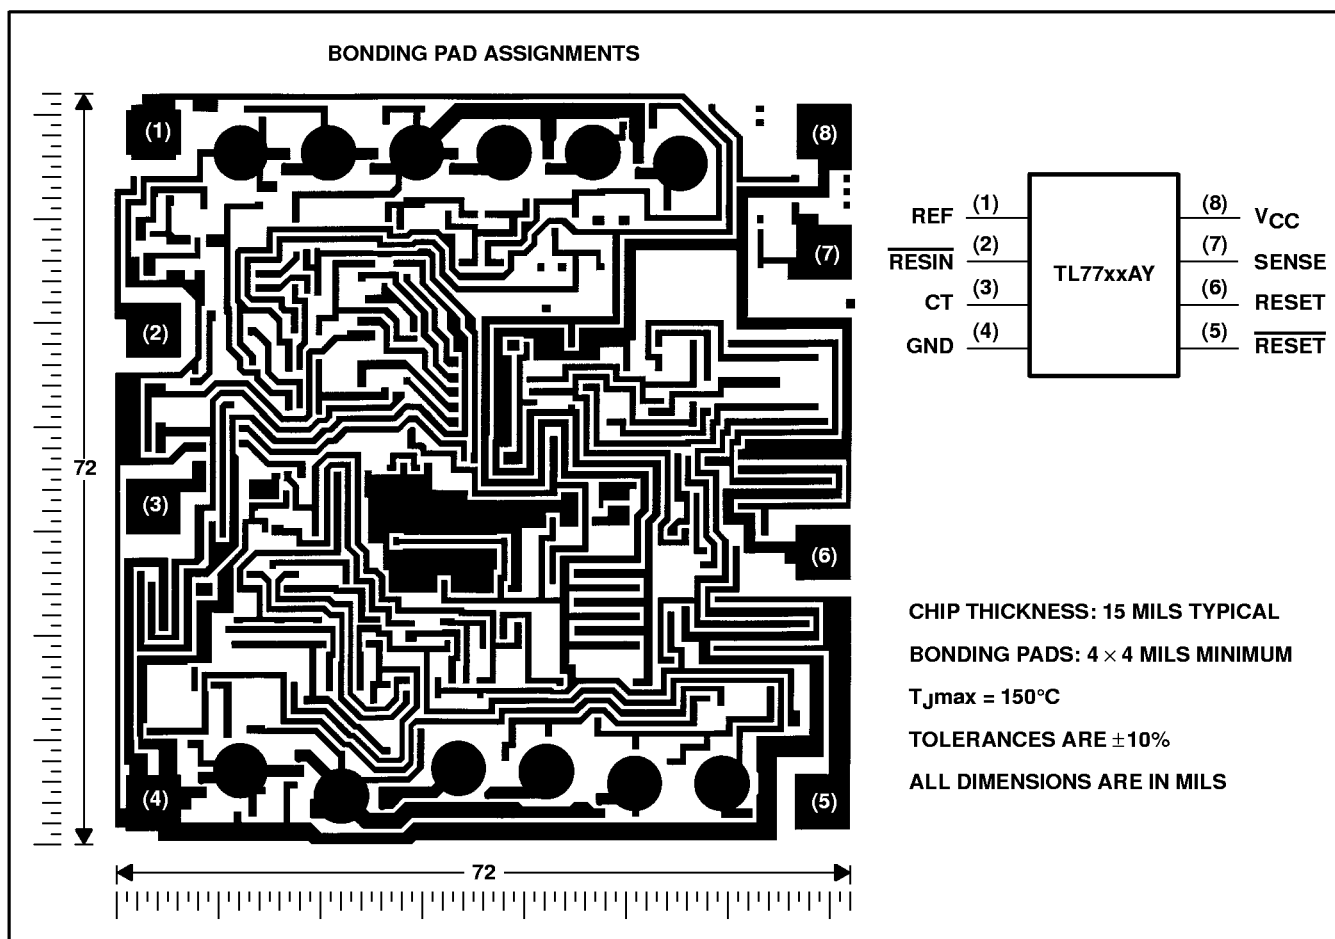 BONDING PAD ASSIGNMENTS
(1)
(8)
(7)
(2)
(3)
(6)
(4)
(5)
72
72
REF (1)
R̅E̅S̅I̅N̅ (2)
CT (3)
GND (4)
TL77xxAY
(8) VCC
(7) SENSE
(6) RESET
(5) R̅E̅S̅E̅T̅
CHIP THICKNESS: 15 MILS TYPICAL
BONDING PADS: 4 × 4 MILS MINIMUM
TJmax = 150°C
TOLERANCES ARE ±10%
ALL DIMENSIONS ARE IN MILS